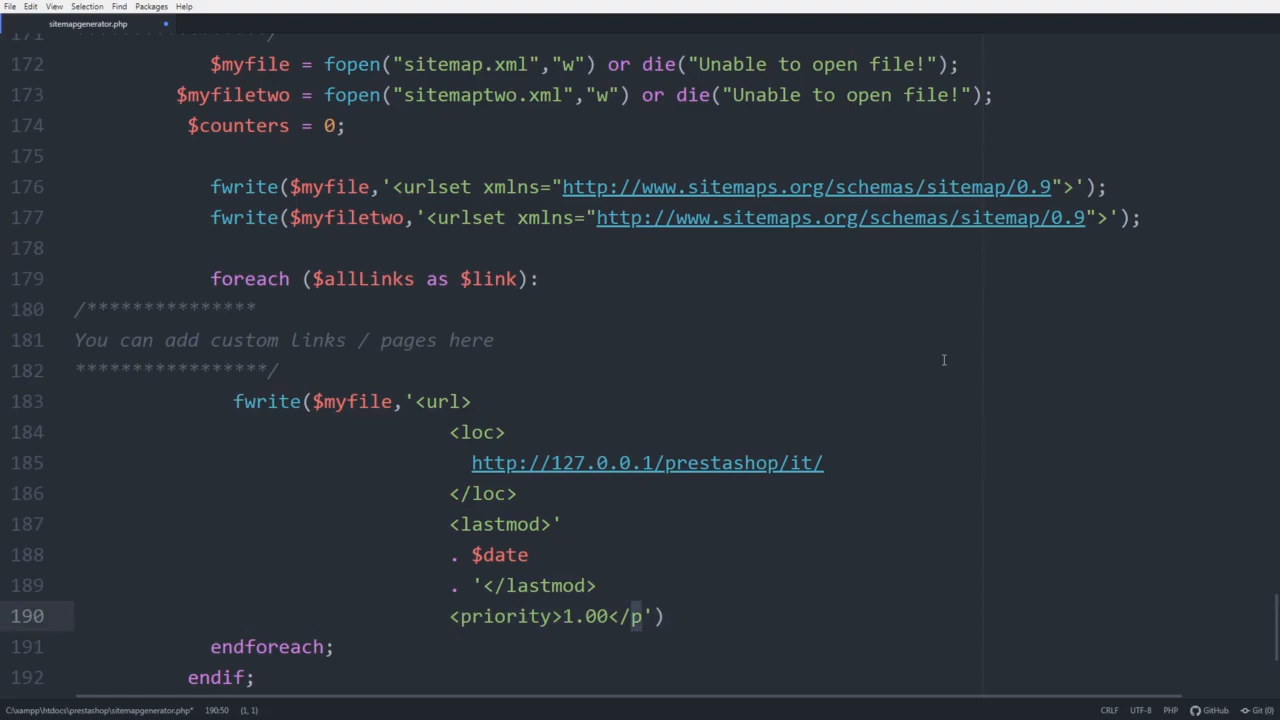 File Edit View Selection Find Packages Help
sitemapgenerator.php
171 ****************/
172 $myfile = fopen("sitemap.xml","w") or die("Unable to open file!");
173 $myfiletwo = fopen("sitemaptwo.xml","w") or die("Unable to open file!");
174 $counters = 0;
175
176 fwrite($myfile,'<urlset xmlns="http://www.sitemaps.org/schemas/sitemap/0.9">');
177 fwrite($myfiletwo,'<urlset xmlns="http://www.sitemaps.org/schemas/sitemap/0.9">');
178
179 foreach ($allLinks as $link):
180 /***************
181 You can add custom links / pages here
182 *****************/
183 fwrite($myfile,'<url>
184 <loc>
185 http://127.0.0.1/prestashop/it/
186 </loc>
187 <lastmod>'
188 . $date
189 . '</lastmod>
190 <priority>1.00</p')
191 endforeach;
192 endif;
C:\xampp\htdocs\prestashop\sitemapgenerator.php* 190:50 (1, 1) CRLF UTF-8 PHP GitHub Git (0)